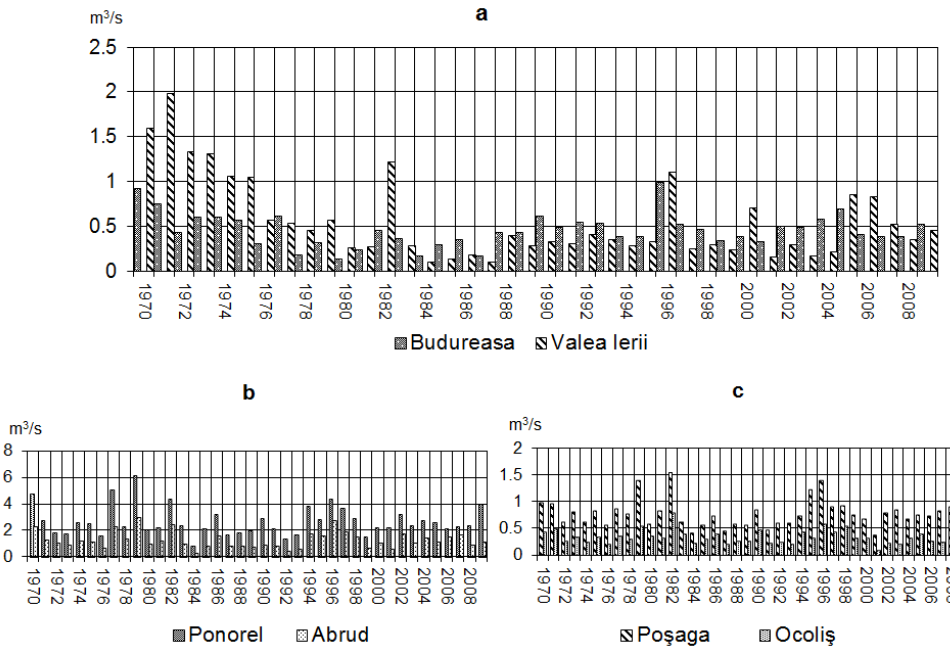 a
m³/s
2.5
2
1.5
1
0.5
0
1970 1972 1974 1976 1978 1980 1982 1984 1986 1988 1990 1992 1994 1996 1998 2000 2002 2004 2006 2008
Budureasa Valea Ierii
b
m³/s
8
6
4
2
0
1970 1972 1974 1976 1978 1980 1982 1984 1986 1988 1990 1992 1994 1996 1998 2000 2002 2004 2006 2008
Ponorel Abrud
c
m³/s
2
1.5
1
0.5
0
1970 1972 1974 1976 1978 1980 1982 1984 1986 1988 1990 1992 1994 1996 1998 2000 2002 2004 2006
Poşaga Ocoliş